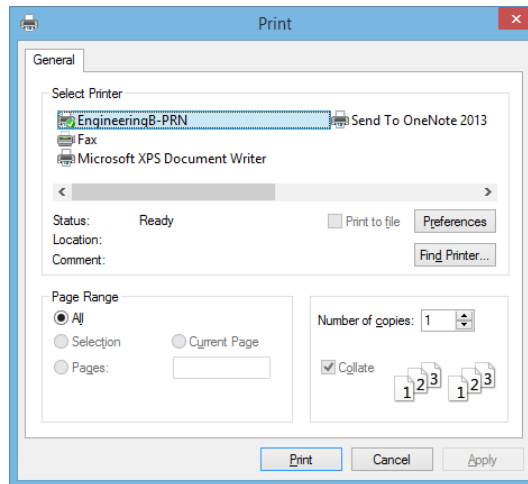 Print
General
Select Printer
EngineeringB-PRN
Send To OneNote 2013
Fax
Microsoft XPS Document Writer
Status: Ready
Print to file
Preferences
Location:
Comment:
Find Printer...
Page Range
All
Selection
Current Page
Pages:
Number of copies: 1
Collate
1 2 3 1 2 3
Print
Cancel
Apply